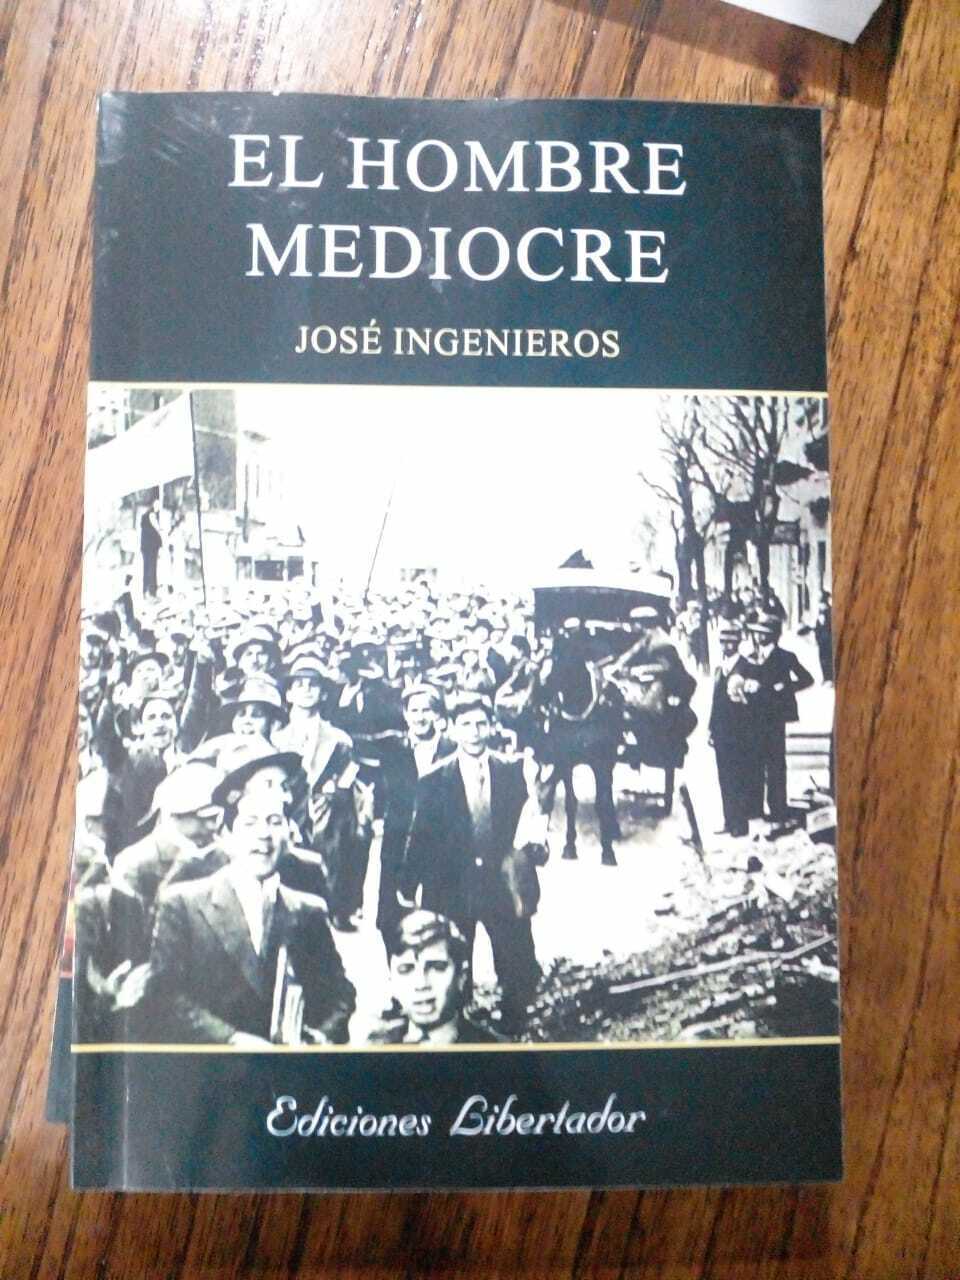 EL HOMBRE
MEDIOCRE
JOSÉ INGENIEROS
Ediciones Libertador